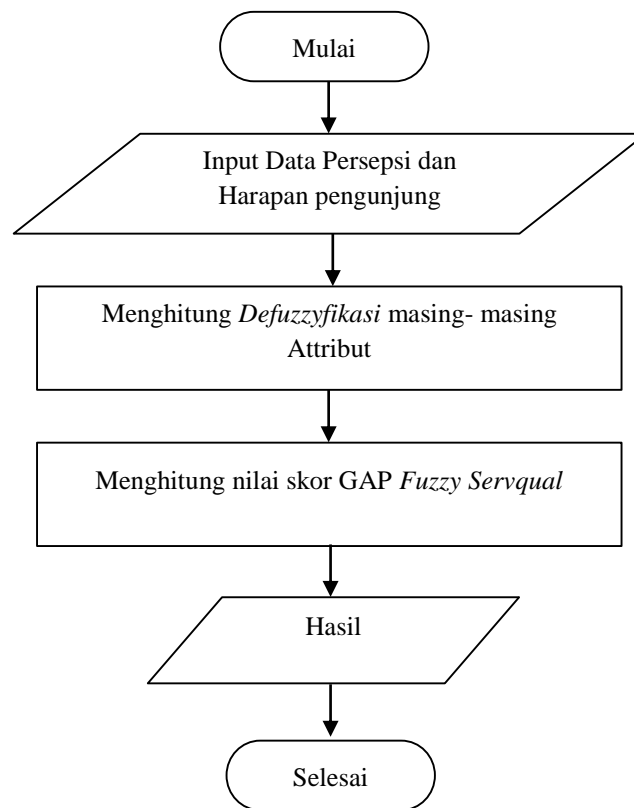 Mulai
Input Data Persepsi dan
Harapan pengunjung
Menghitung Defuzzyfikasi masing- masing
Attribut
Menghitung nilai skor GAP Fuzzy Servqual
Hasil
Selesai